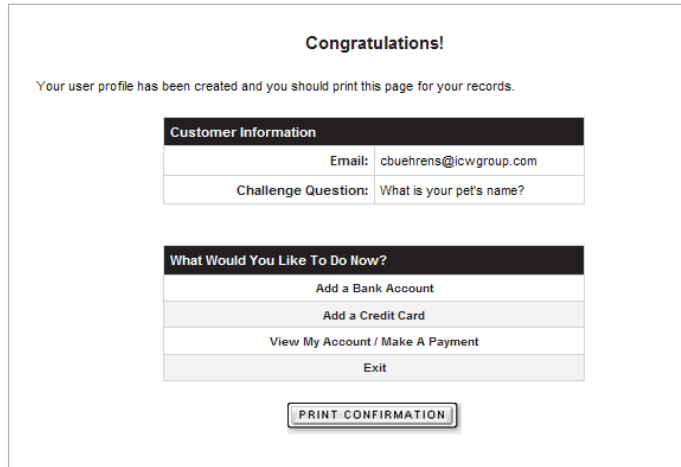 Congratulations!
Your user profile has been created and you should print this page for your records.
Customer Information
Email: cbuehrens@icwgroup.com
Challenge Question: What is your pet's name?
What Would You Like To Do Now?
Add a Bank Account
Add a Credit Card
View My Account / Make A Payment
Exit
PRINT CONFIRMATION